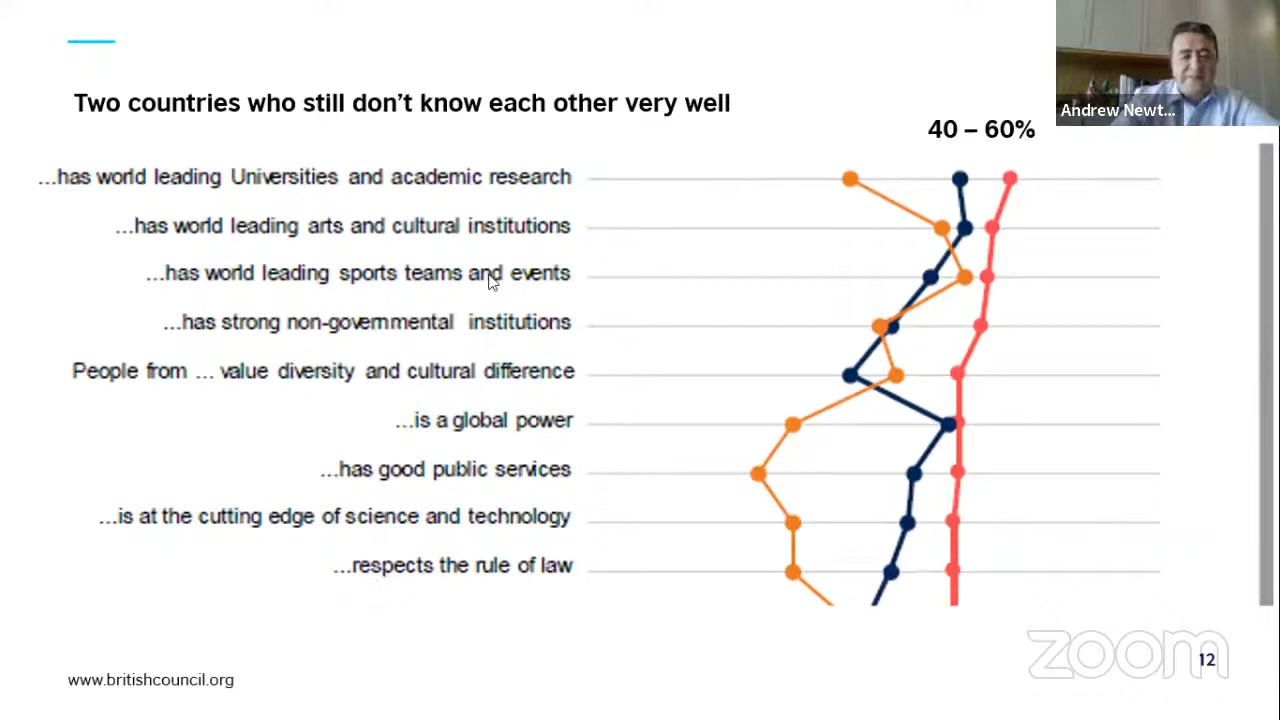 Two countries who still don't know each other very well
Andrew Newt...
40 – 60%
...has world leading Universities and academic research
...has world leading arts and cultural institutions
...has world leading sports teams and events
...has strong non-governmental institutions
People from ... value diversity and cultural difference
...is a global power
...has good public services
...is at the cutting edge of science and technology
...respects the rule of law
zoom
12
www.britishcouncil.org